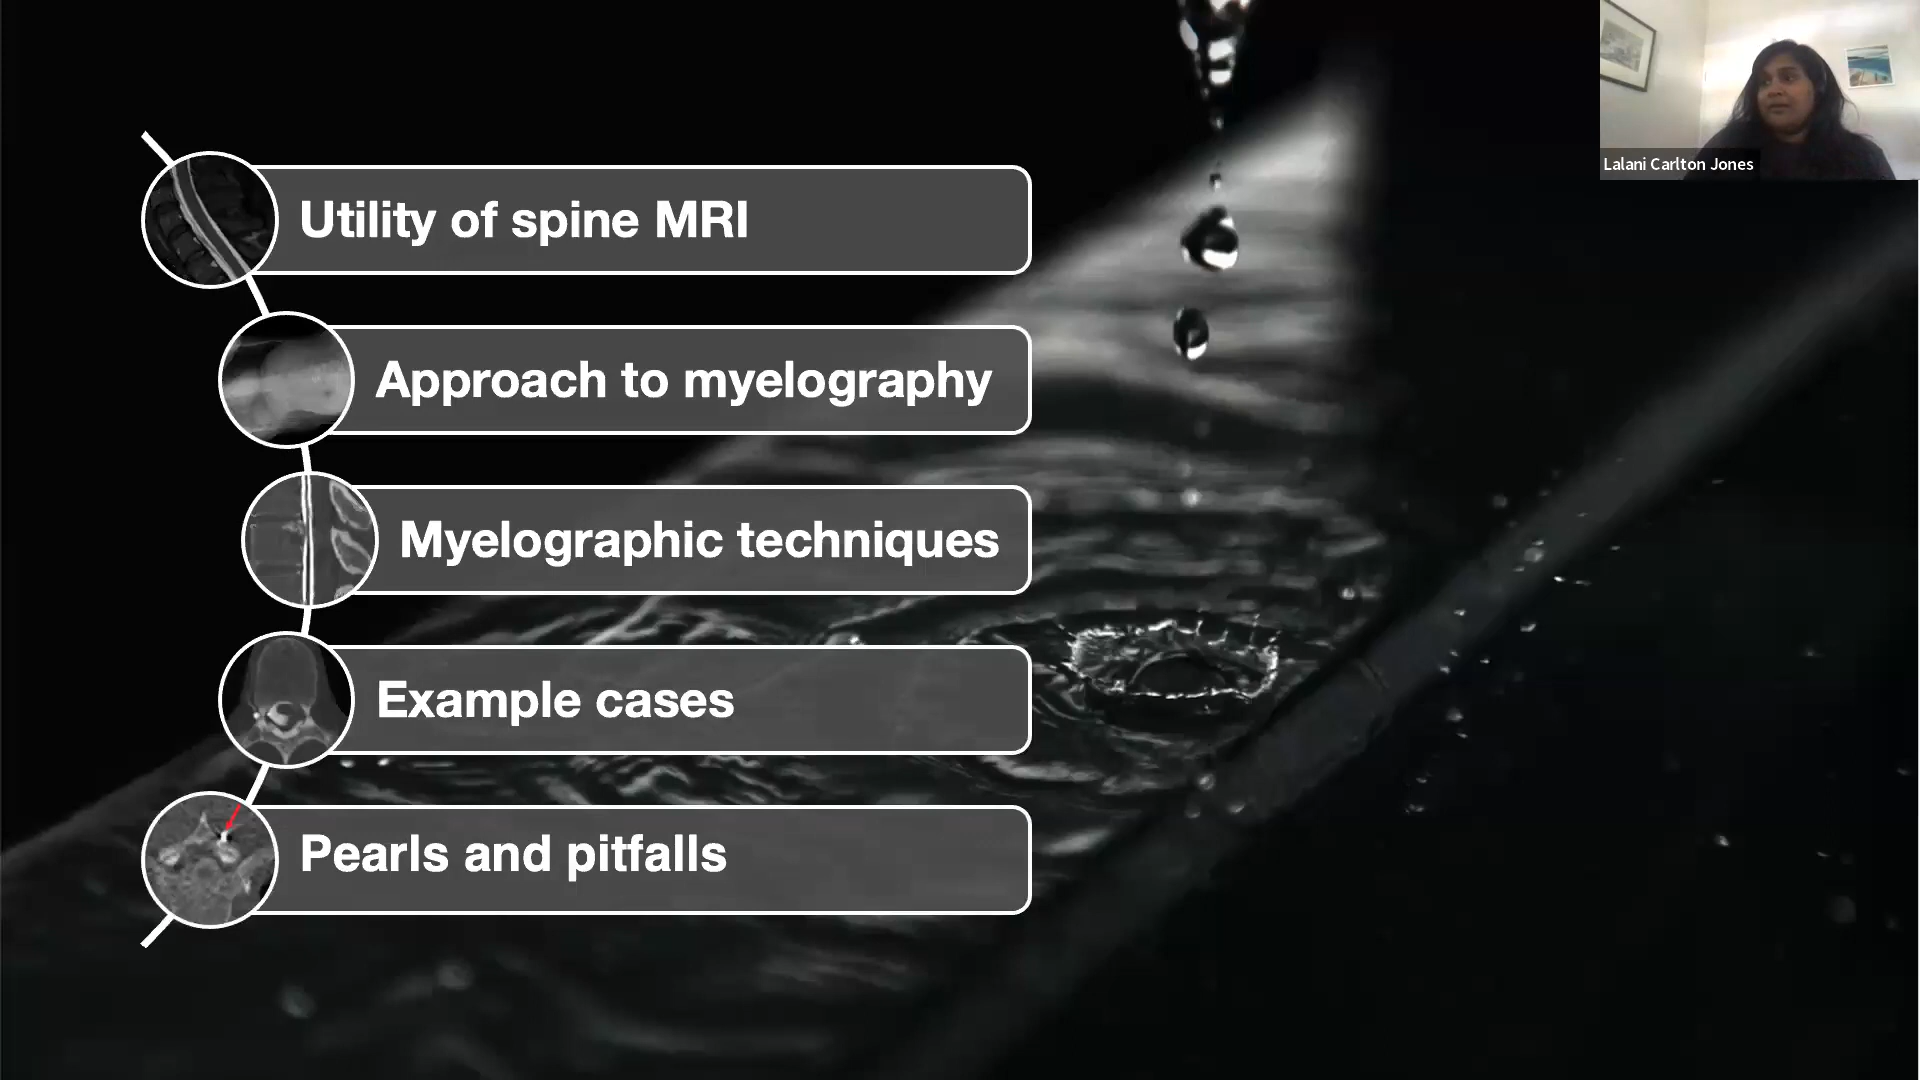 Lalani Carlton Jones
Utility of spine MRI
Approach to myelography
Myelographic techniques
Example cases
Pearls and pitfalls